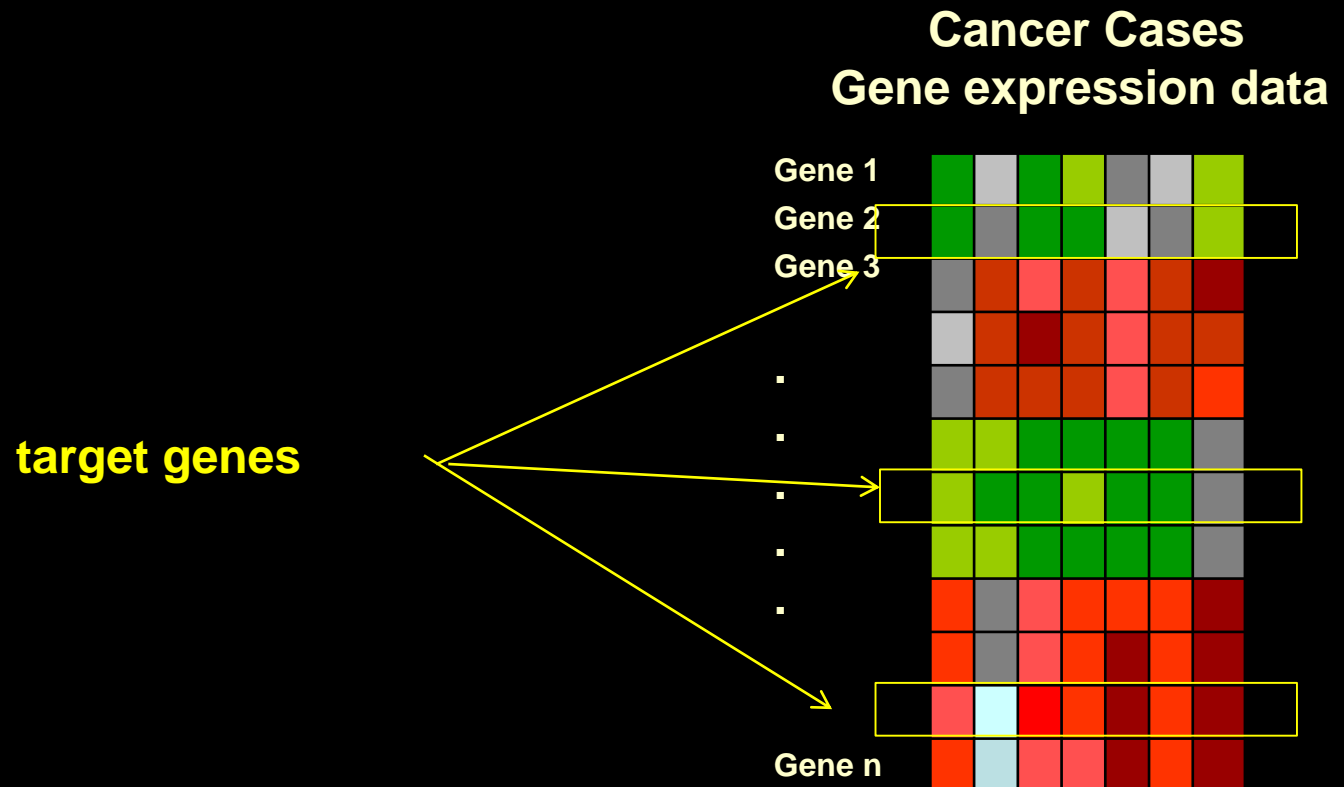 Cancer Cases
Gene expression data
Gene 1
Gene 2
Gene 3
.
.
target genes
.
.
.
Gene n